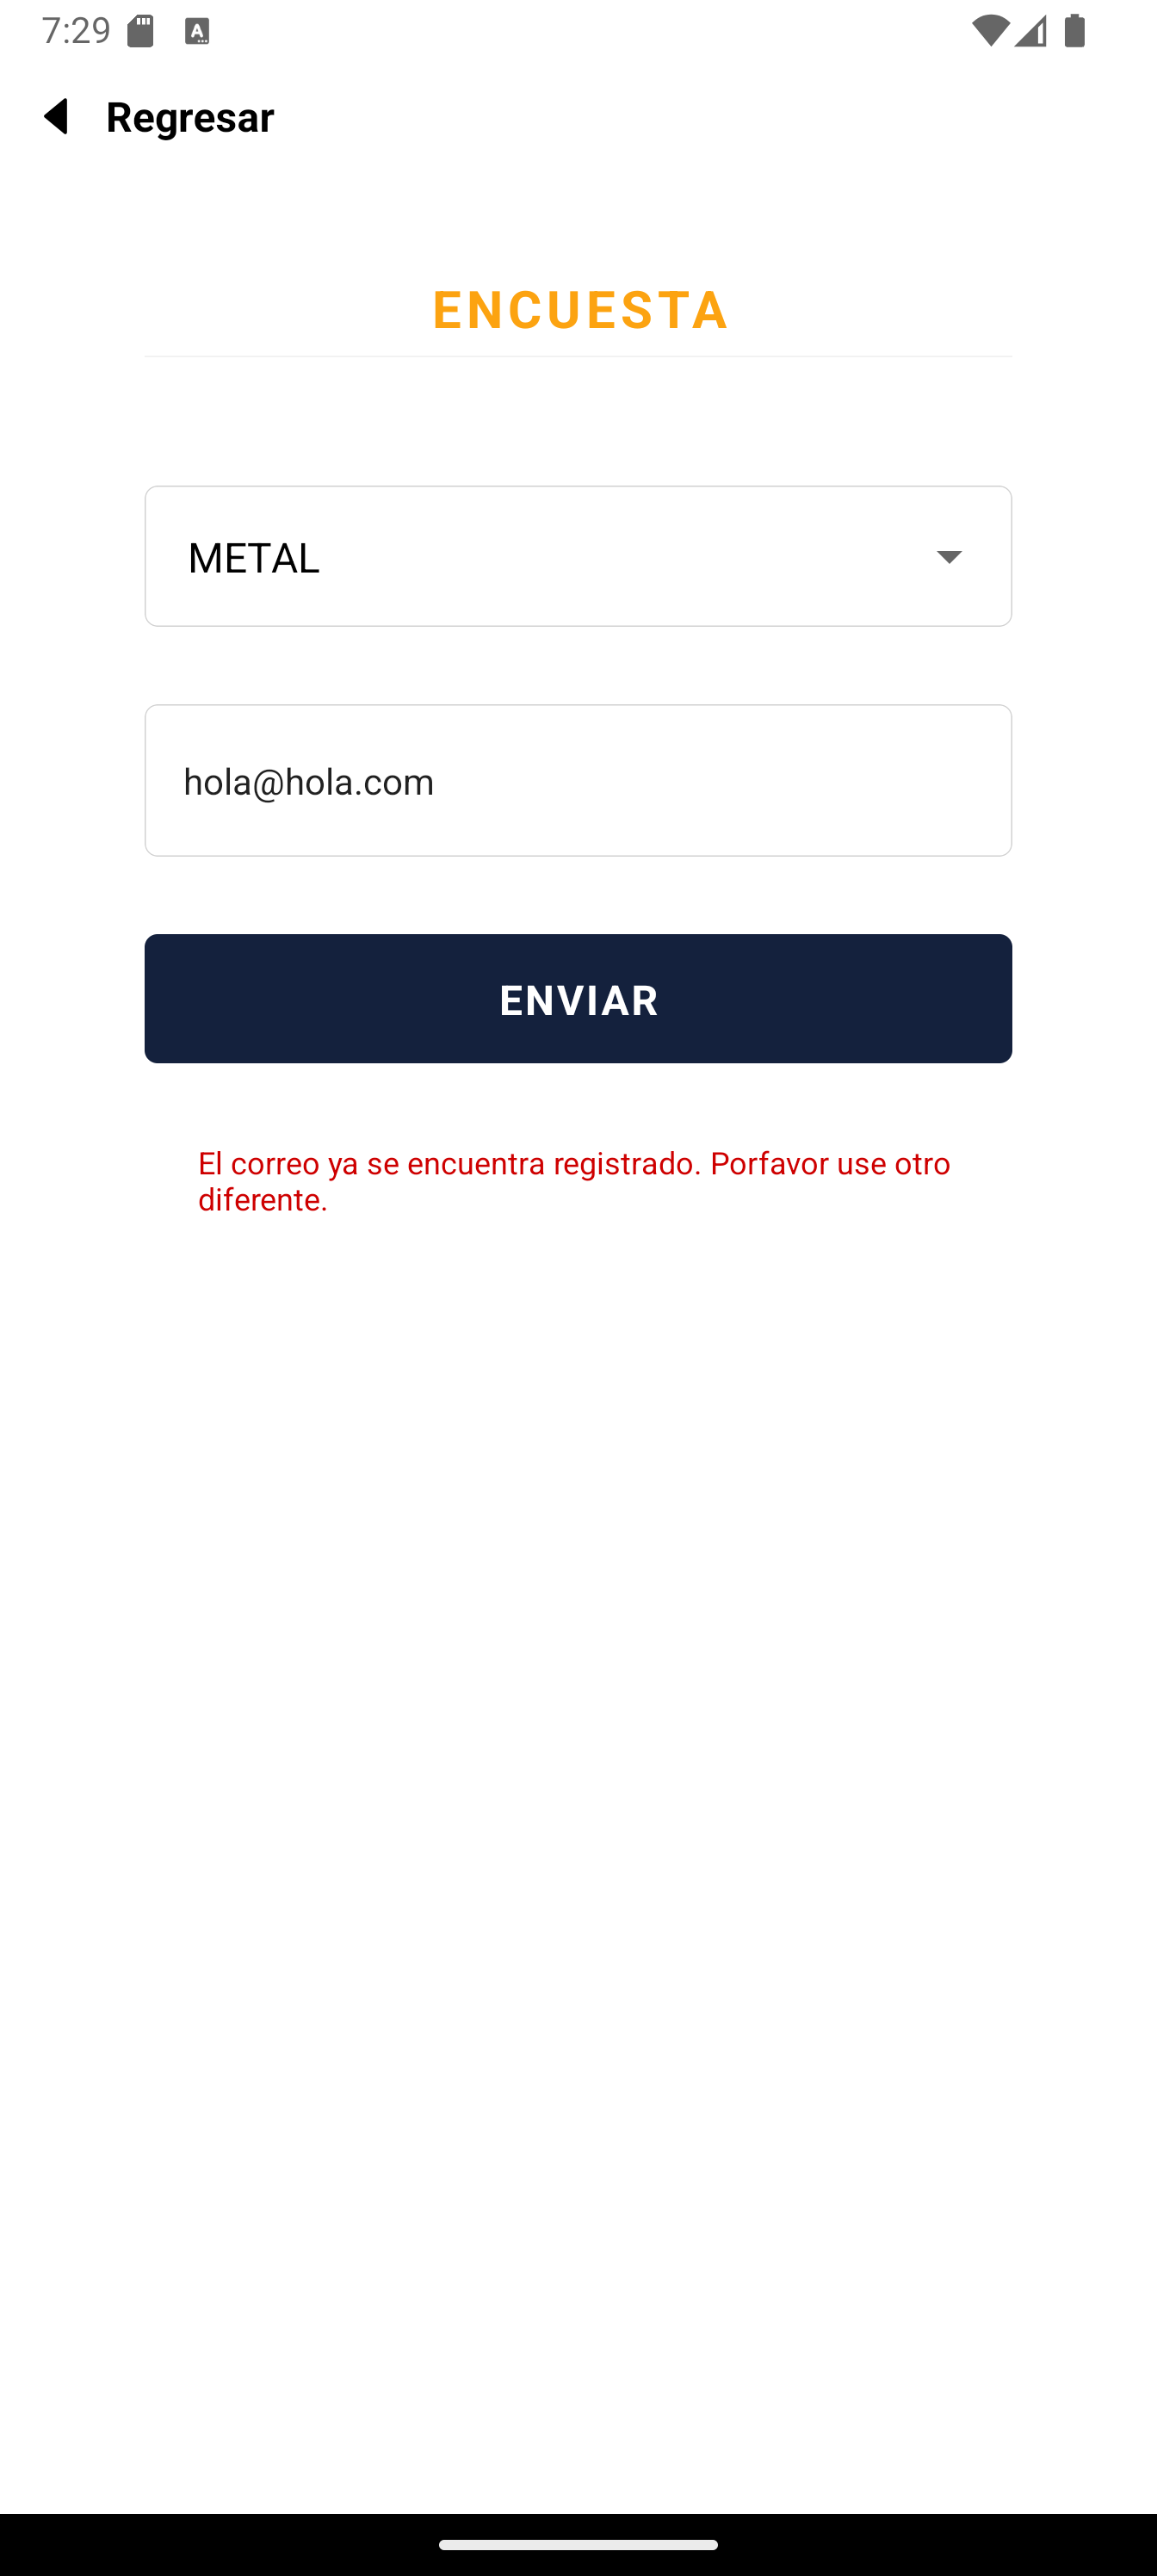 7:29
Regresar
ENCUESTA
METAL
hola@hola.com
ENVIAR
El correo ya se encuentra registrado. Porfavor use otro
diferente.